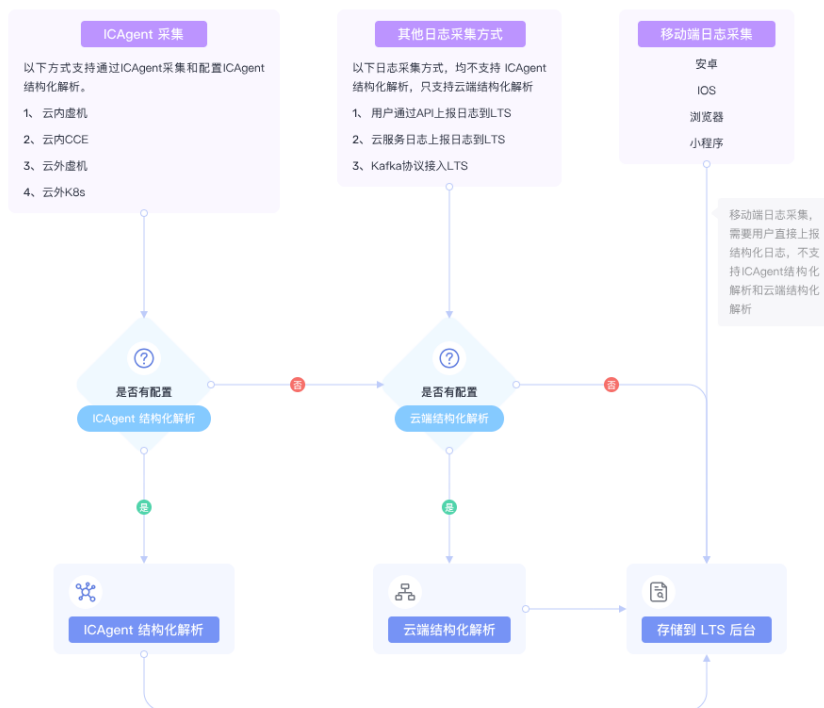 ICAgent 采集
以下方式支持通过ICAgent采集和配置ICAgent
结构化解析。
1、 云内虚机
2、 云内CCE
3、 云外虚机
4、 云外K8s
其他日志采集方式
以下日志采集方式，均不支持 ICAgent
结构化解析，只支持云端结构化解析
1、 用户通过API上报日志到LTS
2、 云服务日志上报日志到LTS
3、 Kafka协议接入LTS
移动端日志采集
安卓
IOS
浏览器
小程序
移动端日志采集，
需要用户直接上报
结构化日志，不支
持ICAgent结构化
解析和云端结构化
解析
是否有配置
ICAgent 结构化解析
否
是否有配置
云端结构化解析
否
是
是
ICAgent 结构化解析
云端结构化解析
存储到 LTS 后台